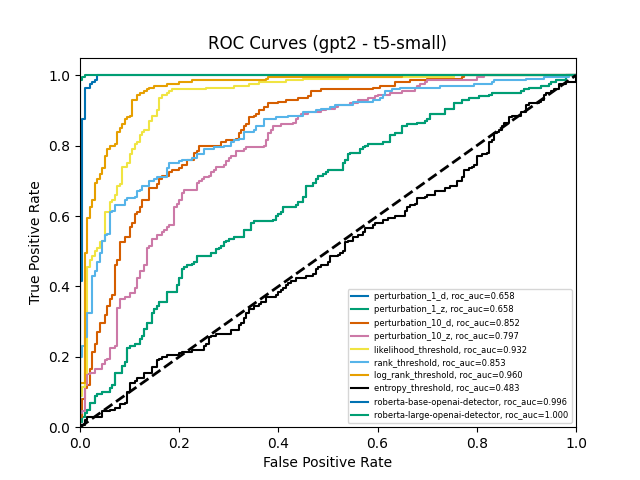 ROC Curves (gpt2 - t5-small)
True Positive Rate
1.0
0.8
0.6
0.4
0.2
0.0
perturbation_1_d, roc_auc=0.658
perturbation_1_z, roc_auc=0.658
perturbation_10_d, roc_auc=0.852
perturbation_10_z, roc_auc=0.797
likelihood_threshold, roc_auc=0.932
rank_threshold, roc_auc=0.853
log_rank_threshold, roc_auc=0.960
entropy_threshold, roc_auc=0.483
roberta-base-openai-detector, roc_auc=0.996
roberta-large-openai-detector, roc_auc=1.000
0.0 0.2 0.4 0.6 0.8 1.0
False Positive Rate